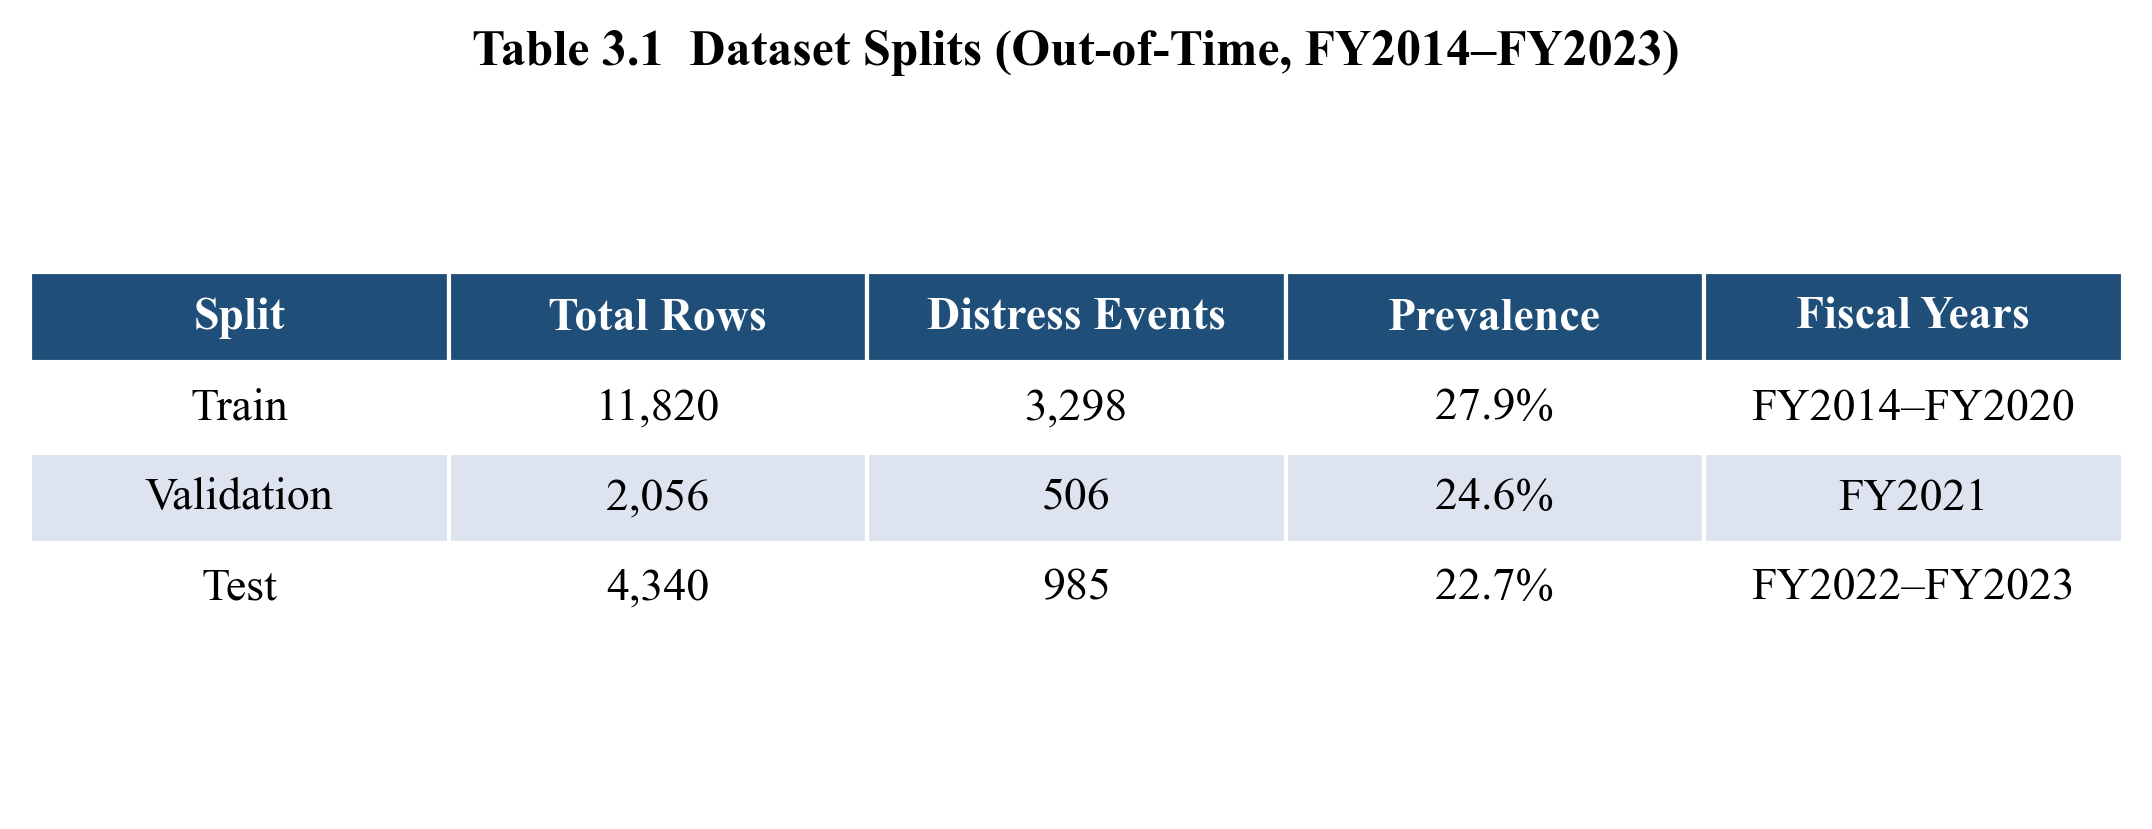 Table 3.1 Dataset Splits (Out-of-Time, FY2014–FY2023)
Split Total Rows Distress Events Prevalence Fiscal Years
Train 11,820 3,298 27.9% FY2014–FY2020
Validation 2,056 506 24.6% FY2021
Test 4,340 985 22.7% FY2022–FY2023